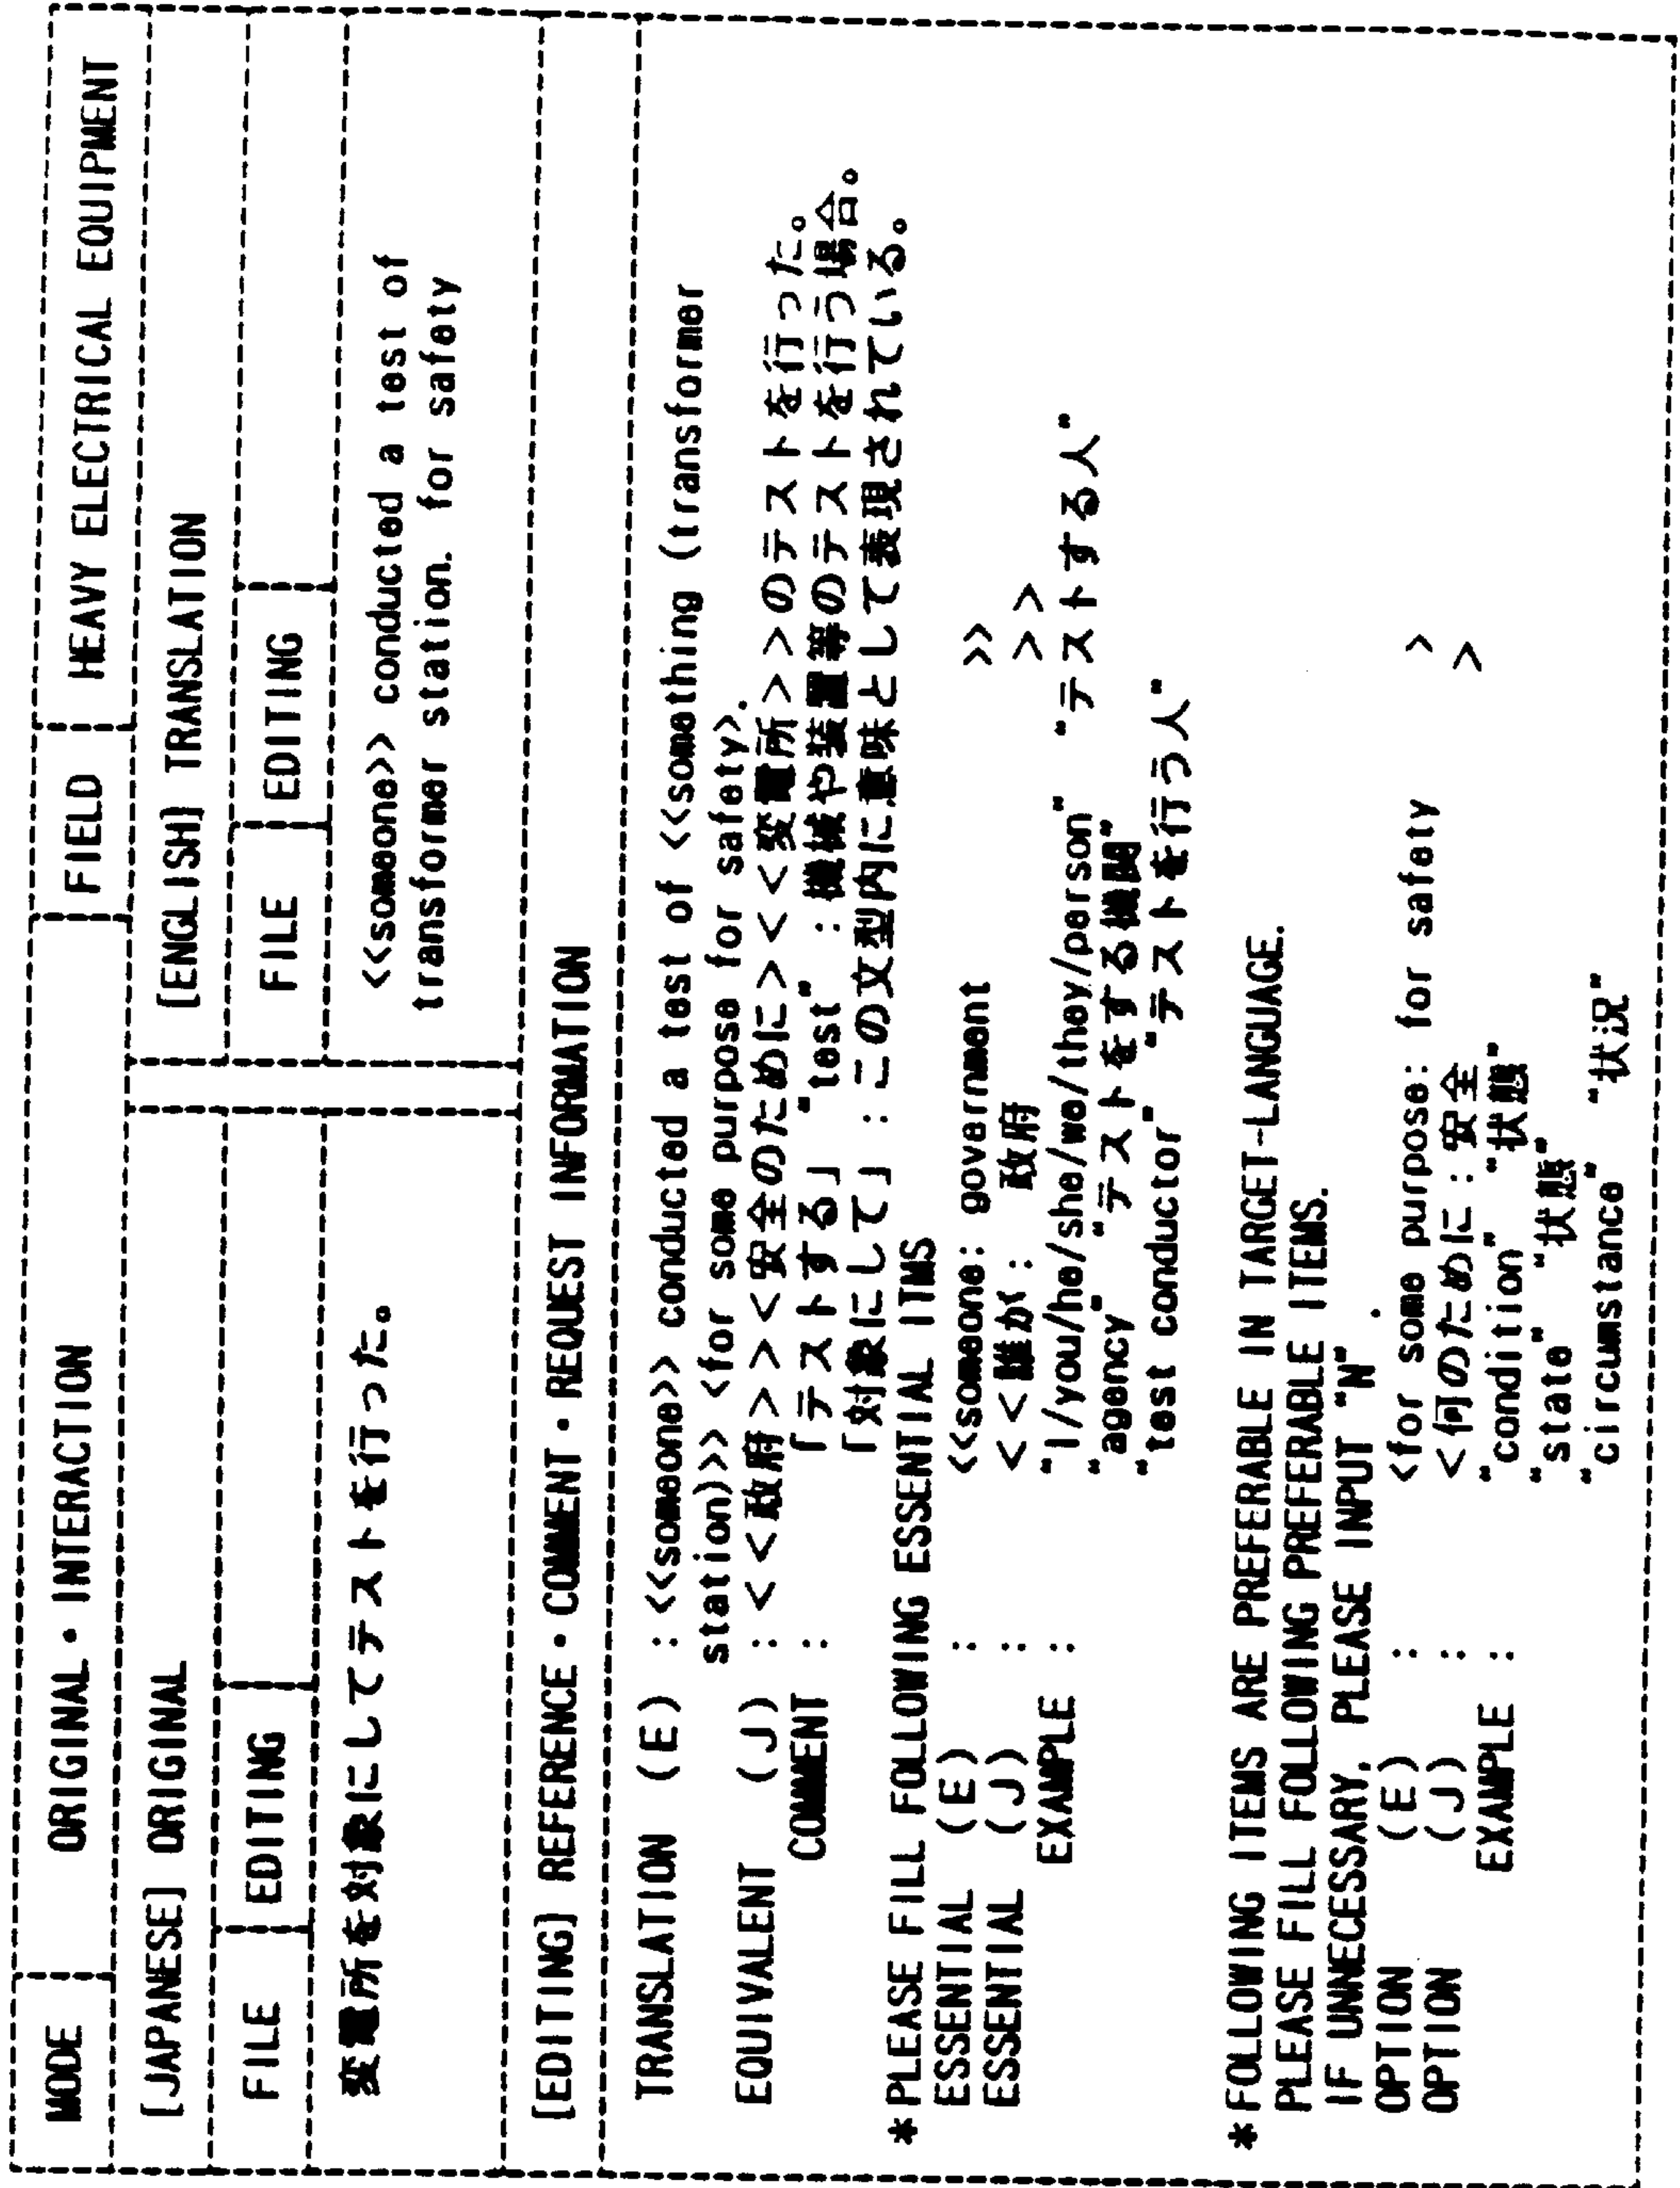 MODE ORIGINAL・INTERACTION FIELD HEAVY ELECTRICAL EQUIPMENT
[JAPANESE] ORIGINAL [ENGLISH] TRANSLATION
FILE EDITING FILE EDITING
変電所を対象にしてテストを行った。
<<someone>> conducted a test of
transformer station. for safety
[EDITING] REFERENCE・COMMENT・REQUEST INFORMATION
TRANSLATION (E) : <<someone>> conducted a test of <<something (transformer
station)>> <for some purpose for safety>.
EQUIVALENT (J) : <<政府>><安全のために><<変電所>>のテストを行った。
COMMENT : 「テストする」 "test" : 機械や装置等のテストを行う場合。
「対象にして」:この文型内に意味として表現されている。
*PLEASE FILL FOLLOWING ESSENTIAL ITMS
ESSENTIAL (E) : <<someone: government >>
ESSENTIAL (J) : <<誰が: 政府 >>
EXAMPLE : "I/you/he/she/we/they/person" "テストする人"
"agency" "テストをする機関"
"test conductor" "テストを行う人"
*FOLLOWING ITEMS ARE PREFERABLE IN TARGET-LANGUAGE.
PLEASE FILL FOLLOWING PREFERABLE ITEMS.
IF UNNECESSARY, PLEASE INPUT "N".
OPTION (E) : <for some purpose: for safety >
OPTION (J) : <何のために:安全 >
EXAMPLE : "condition" "状態"
"state" "状態"
"circumstance" "状況"